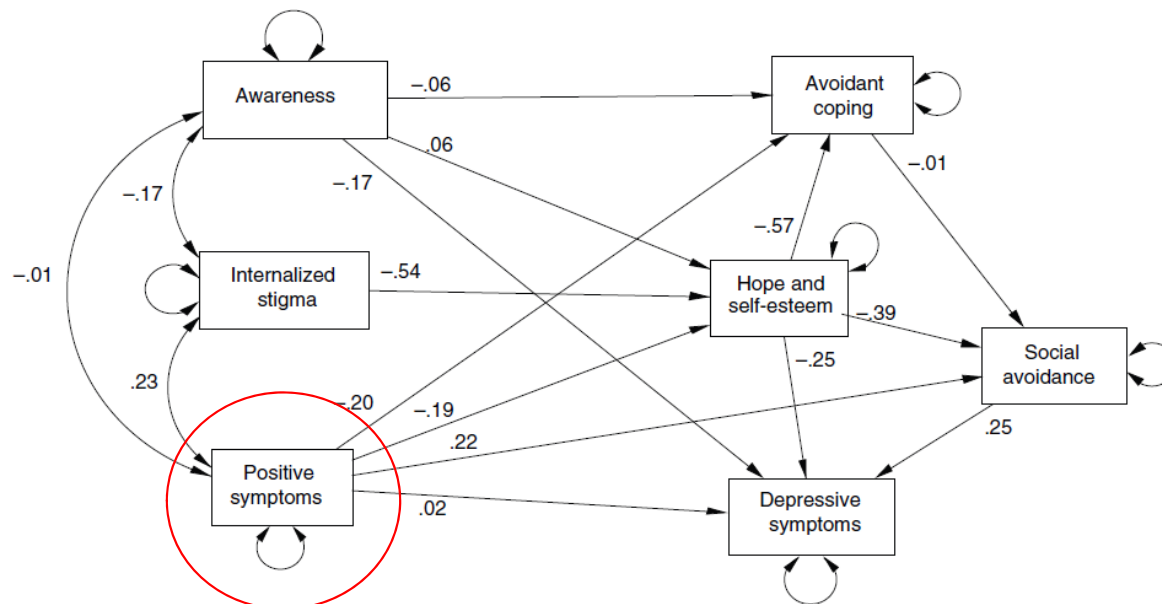 Awareness
-.06
Avoidant
coping
.06
-.01
-.17
-.17
-.57
-.01
Internalized
stigma
-.54
Hope and
self-esteem
-.39
Social
avoidance
.23
-.25
-.20
-.19
.22
.25
Positive
symptoms
.02
Depressive
symptoms